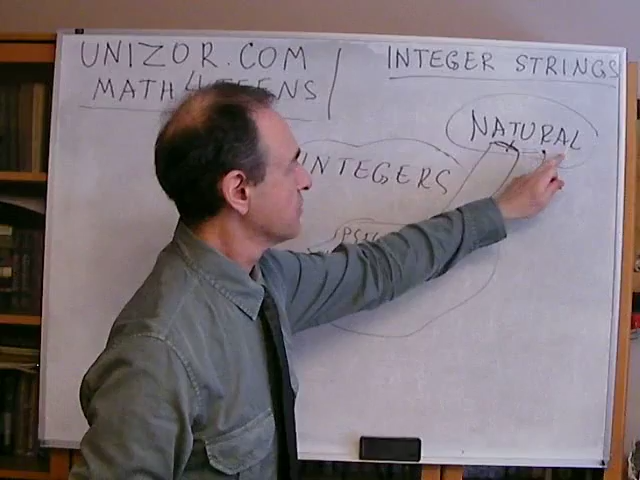 UNIZOR.COM
MATH4TEENS
INTEGER STRINGS
NATURAL
INTEGERS